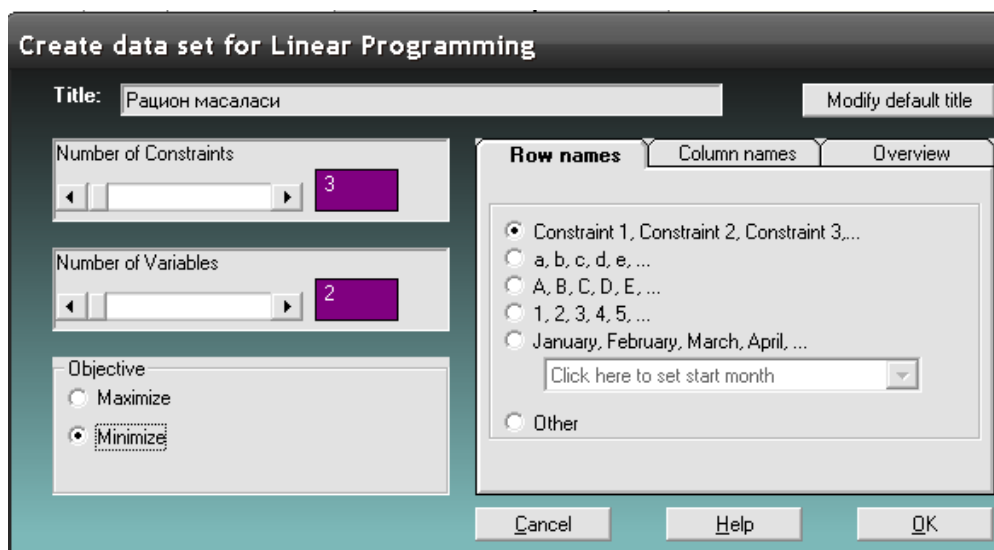 Create data set for Linear Programming
Title: Рацион масаласи
Modify default title
Number of Constraints
3
Number of Variables
2
Objective
Maximize
Minimize
Row names Column names Overview
Constraint 1, Constraint 2, Constraint 3,...
a, b, c, d, e, ...
A, B, C, D, E, ...
1, 2, 3, 4, 5, ...
January, February, March, April, ...
Click here to set start month
Other
Cancel Help OK